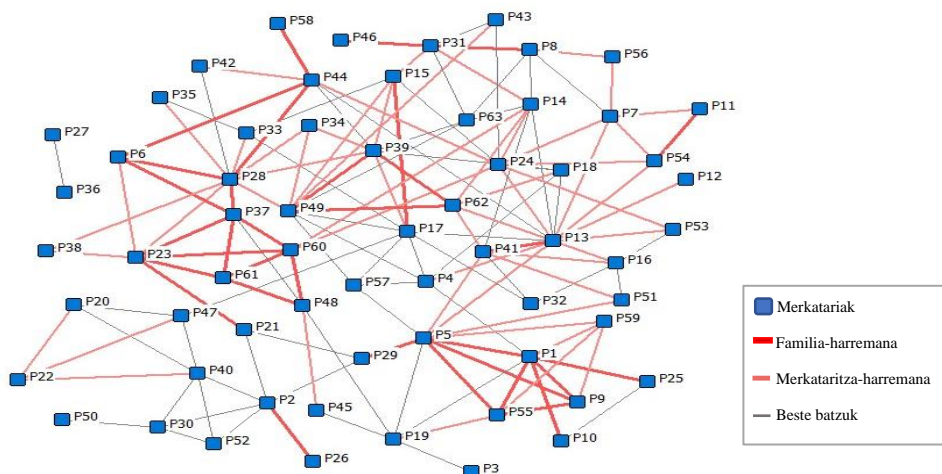 P58
P43
P46
P31
P8
P56
P42
P44
P15
P35
P14
P11
P27
P33
P34
P63
P7
P6
P39
P24
P54
P28
P18
P12
P36
P49
P62
P37
P17
P13
P53
P38
P23
P60
P41
P16
P61
P57
P4
P20
P48
P32
P51
P47
P21
P59
P5
P29
P1
P22
P40
P25
P2
P9
P50
P45
P55
P30
P52
P19
P10
P26
P3
Merkatariak
Familia-harremana
Merkataritza-harremana
Beste batzuk